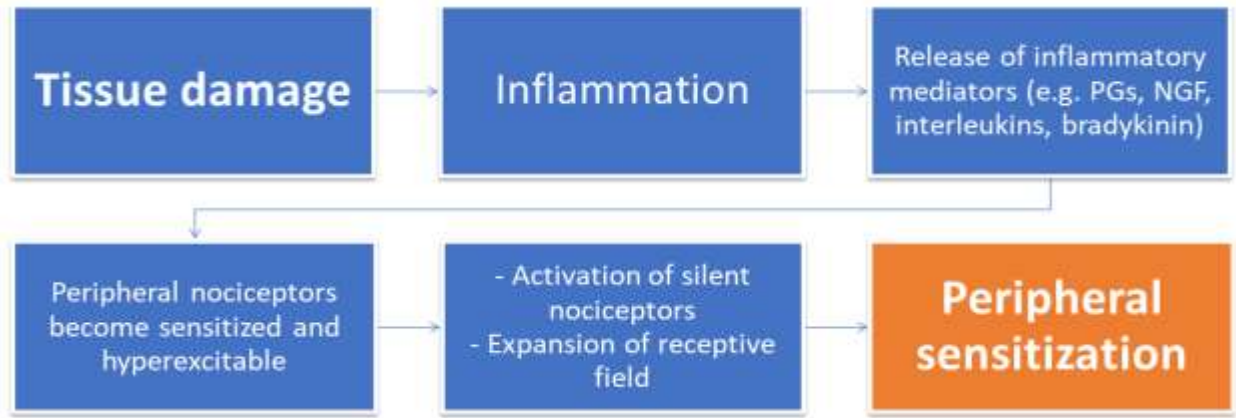 Tissue damage
Inflammation
Release of inflammatory
mediators (e.g. PGs, NGF,
interleukins, bradykinin)
Peripheral nociceptors
become sensitized and
hyperexcitable
- Activation of silent
nociceptors
- Expansion of receptive
field
Peripheral
sensitization